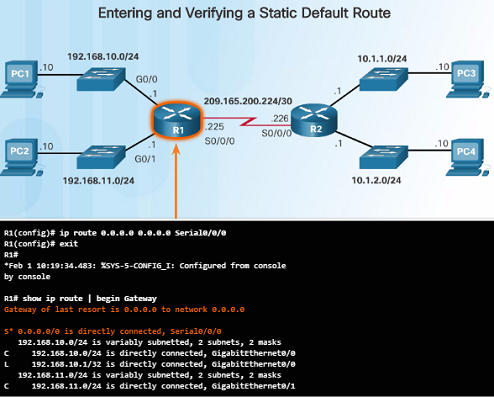 Entering and Verifying a Static Default Route
192.168.10.0/24
10.1.1.0/24
.10
PC1
G0/0
.1
.10
PC3
209.165.200.224/30
.1
R1
.225
S0/0/0
.226
S0/0/0
R2
.10
PC2
.1
G0/1
192.168.11.0/24
.1
.10
PC4
10.1.2.0/24
R1(config)# ip route 0.0.0.0 0.0.0.0 Serial0/0/0
R1(config)# exit
R1#
*Feb 1 10:19:34.483: %SYS-5-CONFIG_I: Configured from console
by console
R1# show ip route | begin Gateway
Gateway of last resort is 0.0.0.0 to network 0.0.0.0
S* 0.0.0.0/0 is directly connected, Serial0/0/0
192.168.10.0/24 is variably subnetted, 2 subnets, 2 masks
C 192.168.10.0/24 is directly connected, GigabitEthernet0/0
L 192.168.10.1/32 is directly connected, GigabitEthernet0/0
192.168.11.0/24 is variably subnetted, 2 subnets, 2 masks
C 192.168.11.0/24 is directly connected, GigabitEthernet0/1